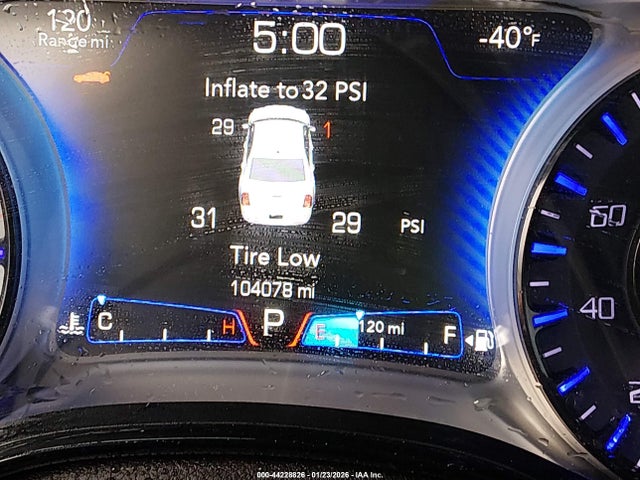 120
Range mi
5:00
-40°F
Inflate to 32 PSI
29 1
31 29 PSI
Tire Low
104078 mi
C H P E 120 mi F
60
40
000-44228826 - 01/23/2026 - IAA Inc.